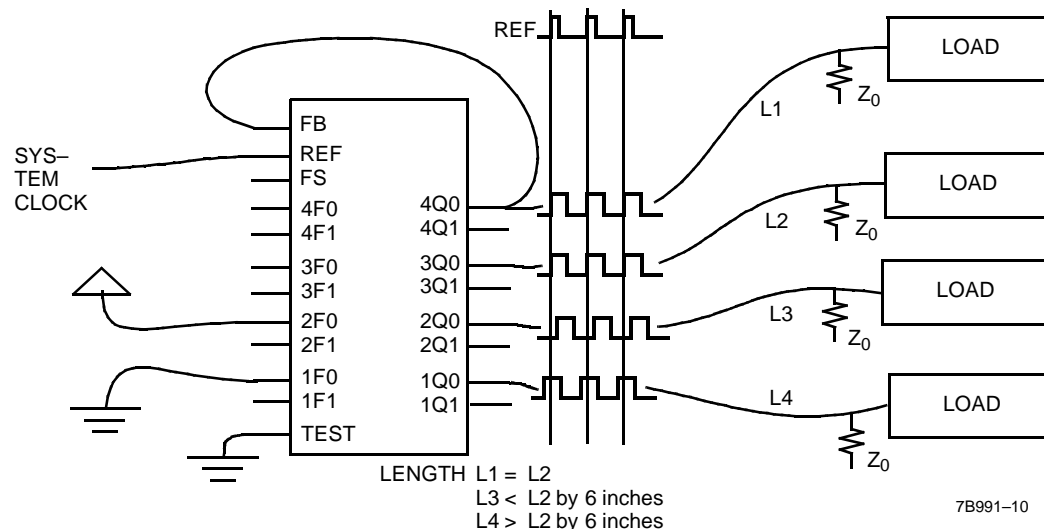 REF
LOAD
Z0
L1
FB
REF
FS
4F0
4F1
3F0
3F1
2F0
2F1
1F0
1F1
TEST
SYS–
TEM
CLOCK
4Q0
4Q1
3Q0
3Q1
2Q0
2Q1
1Q0
1Q1
LOAD
L2
Z0
LOAD
L3
Z0
LOAD
L4
Z0
LENGTH L1 = L2
L3 < L2 by 6 inches
L4 > L2 by 6 inches
7B991–10